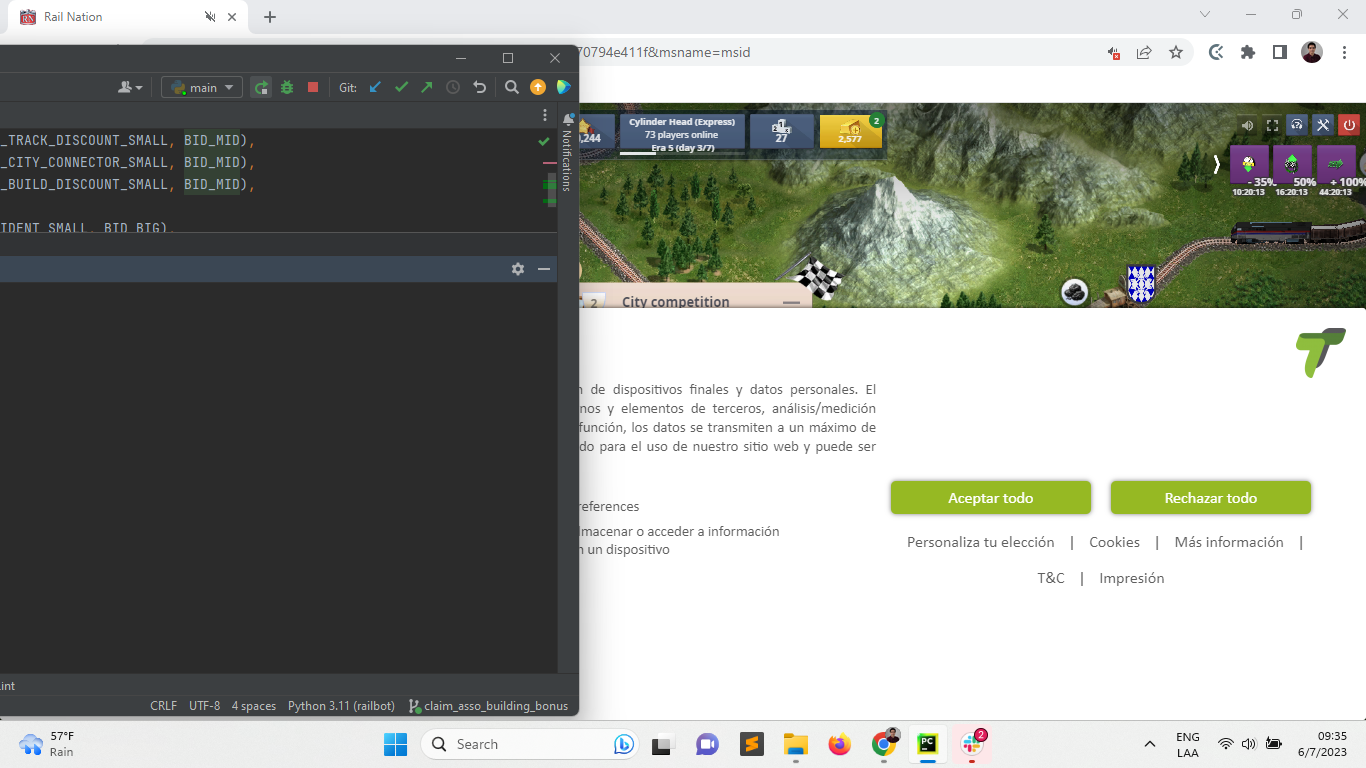 Rail Nation
70794e411f&msname=msid
main
Git:
_TRACK_DISCOUNT_SMALL, BID_MID),
_CITY_CONNECTOR_SMALL, BID_MID),
_BUILD_DISCOUNT_SMALL, BID_MID),
IDENT_SMALL, BID_BIG),
Notifications
,244
Cylinder Head (Express)
73 players online
Era 5 (day 3/7)
27
2,577
2
- 35%
50%
+ 100%
10:20:13
16:20:13
44:20:13
2
City competition
n de dispositivos finales y datos personales. El
nos y elementos de terceros, análisis/medición
función, los datos se transmiten a un máximo de
do para el uso de nuestro sitio web y puede ser
references
lmacenar o acceder a información
n un dispositivo
Aceptar todo
Rechazar todo
Personaliza tu elección | Cookies | Más información |
T&C | Impresión
int
CRLF UTF-8 4 spaces Python 3.11 (railbot) claim_asso_building_bonus
57°F
Rain
Search
PC
2
ENG
LAA
09:35
6/7/2023